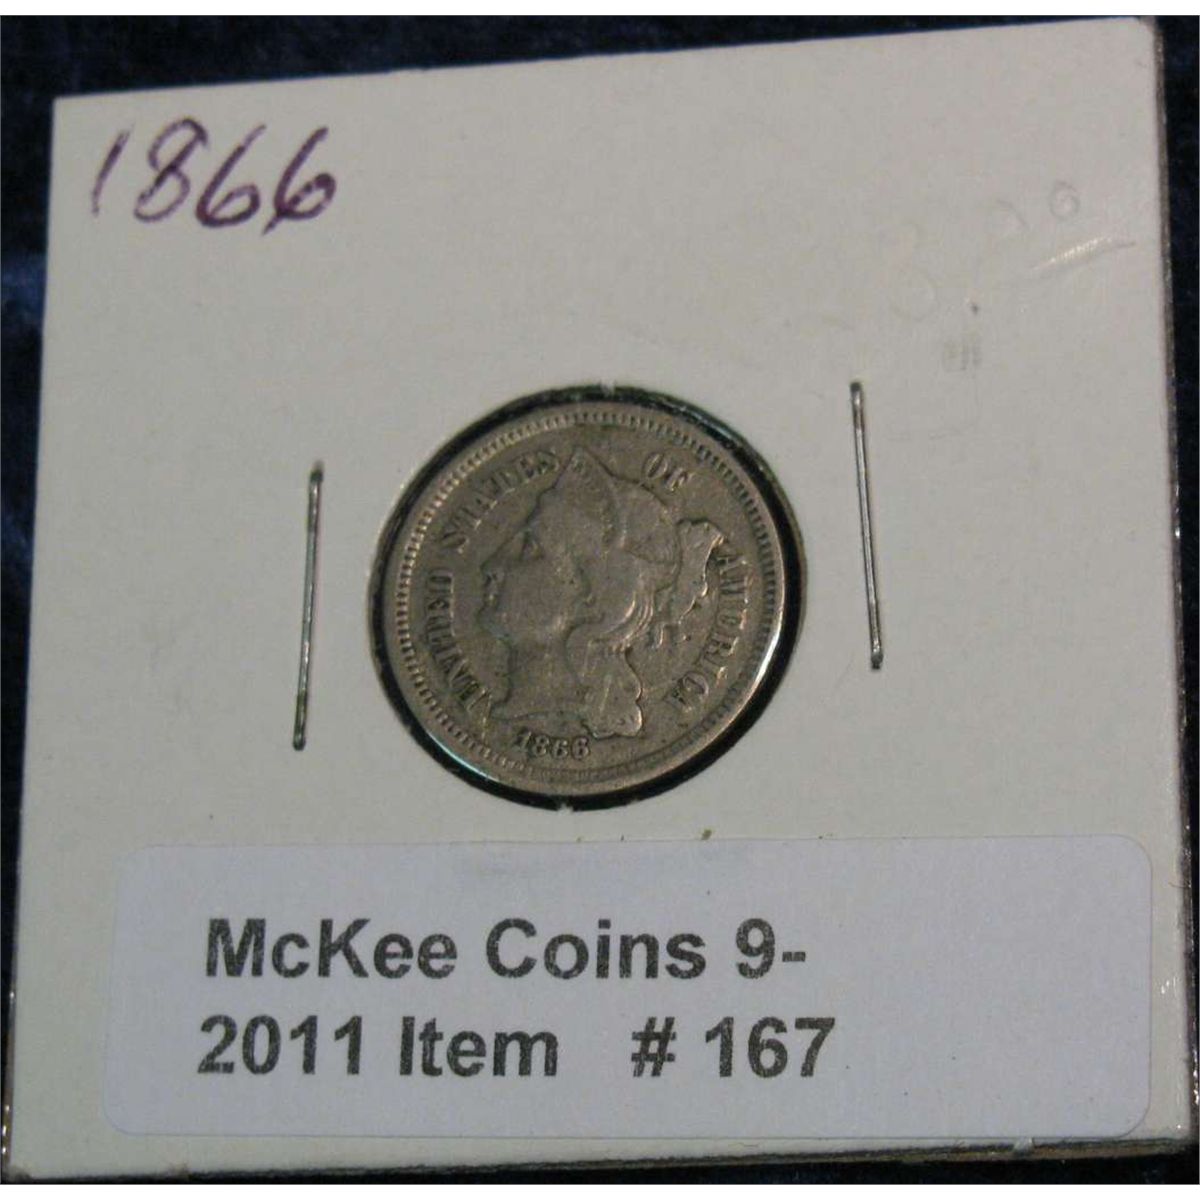 1866
UNITED STATES OF AMERICA
1866
McKee Coins 9-
2011 Item # 167